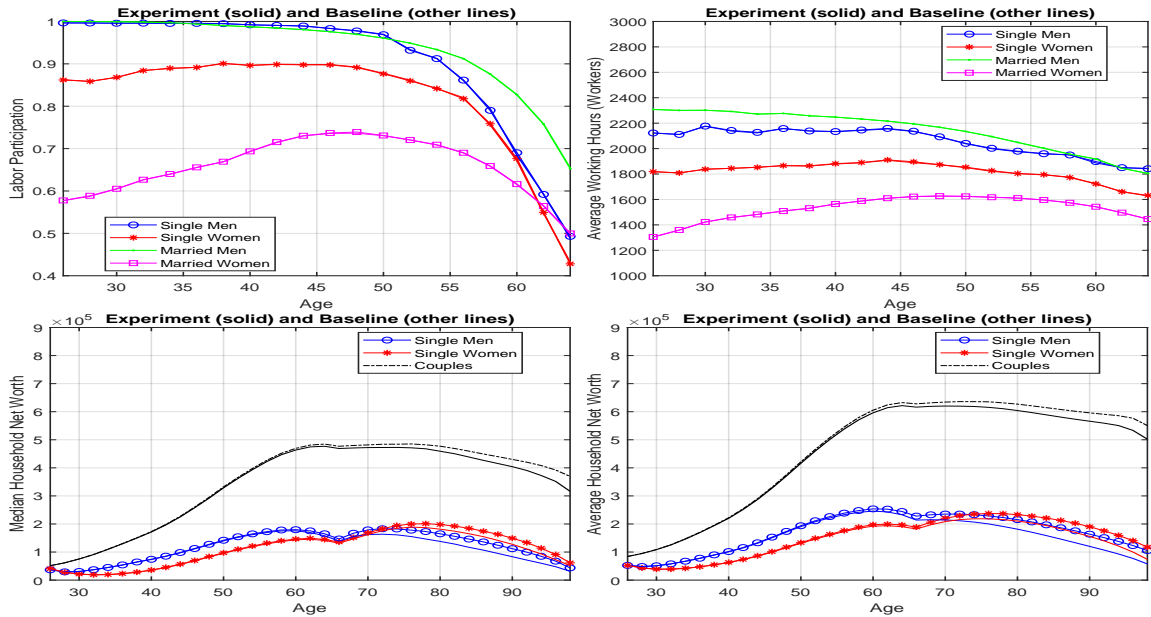 Experiment (solid) and Baseline (other lines)
Labor Participation
1
0.9
0.8
0.7
0.6
0.5
0.4
30 35 40 45 50 55 60
Age
Single Men
Single Women
Married Men
Married Women
Experiment (solid) and Baseline (other lines)
Average Working Hours (Workers)
3000
2800
2600
2400
2200
2000
1800
1600
1400
1200
1000
30 35 40 45 50 55 60
Age
Single Men
Single Women
Married Men
Married Women
Experiment (solid) and Baseline (other lines)
×10⁵
Median Household Net Worth
9
8
7
6
5
4
3
2
1
0
30 40 50 60 70 80 90
Age
Single Men
Single Women
Couples
Experiment (solid) and Baseline (other lines)
×10⁵
Average Household Net Worth
9
8
7
6
5
4
3
2
1
0
30 40 50 60 70 80 90
Age
Single Men
Single Women
Couples